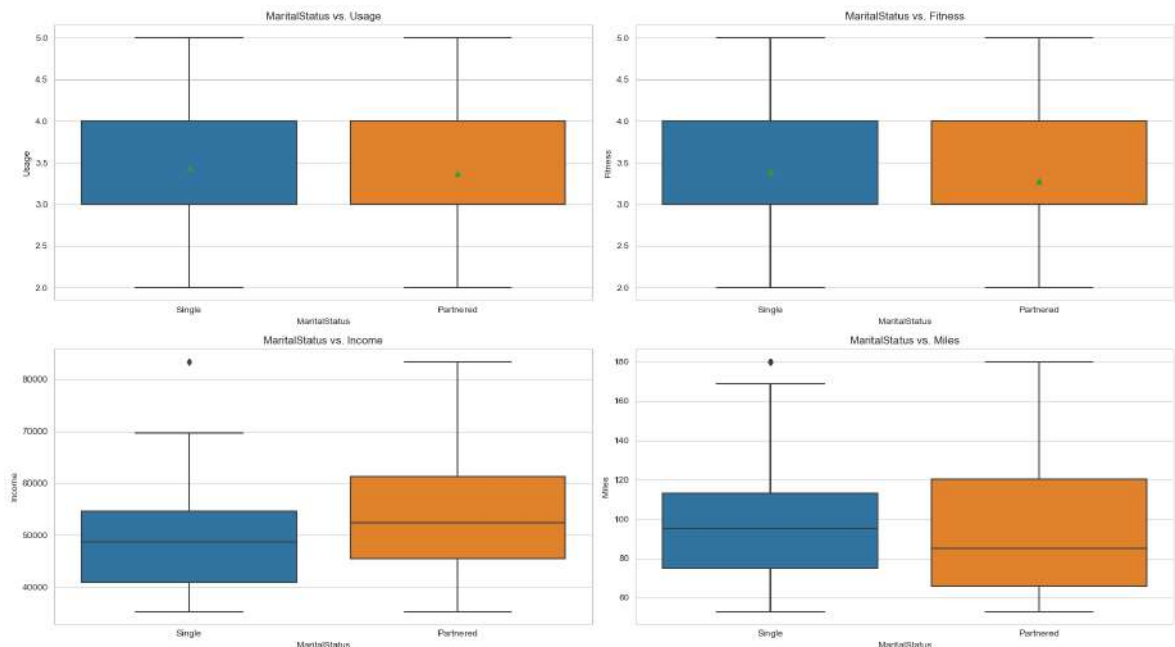 MaritalStatus vs. Usage
5.0
4.5
4.0
3.5
3.0
2.5
2.0
Usage
Single
Partnered
MaritalStatus
MaritalStatus vs. Fitness
5.0
4.5
4.0
3.5
3.0
2.5
2.0
Fitness
Single
Partnered
MaritalStatus
MaritalStatus vs. Income
80000
70000
60000
50000
40000
Income
Single
Partnered
MaritalStatus
MaritalStatus vs. Miles
180
160
140
120
100
80
60
Miles
Single
Partnered
MaritalStatus